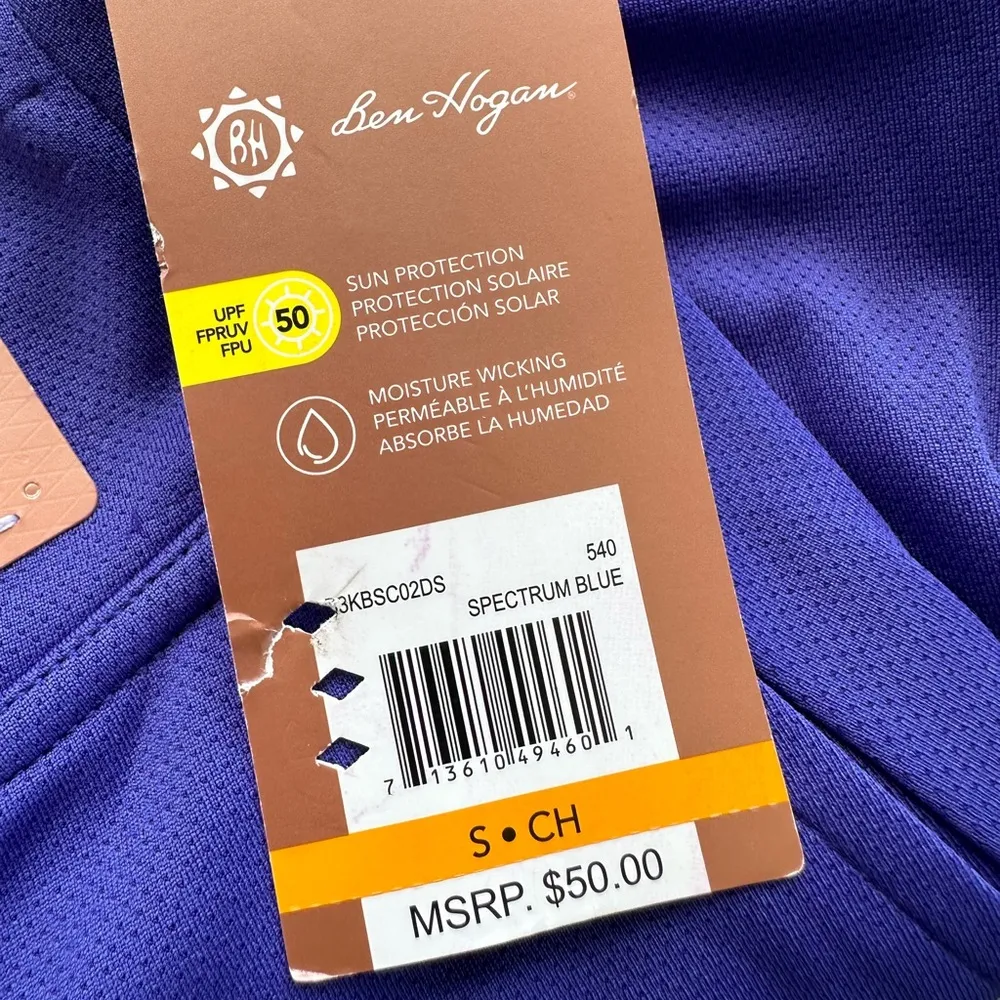 BH
Ben Hogan®
UPF
FPRUV
FPU
50
SUN PROTECTION
PROTECTION SOLAIRE
PROTECCIÓN SOLAR
MOISTURE WICKING
PERMÉABLE À L'HUMIDITÉ
ABSORBE LA HUMEDAD
540
3KBSC02DS
SPECTRUM BLUE
7 13610 49460 1
S • CH
MSRP. $50.00